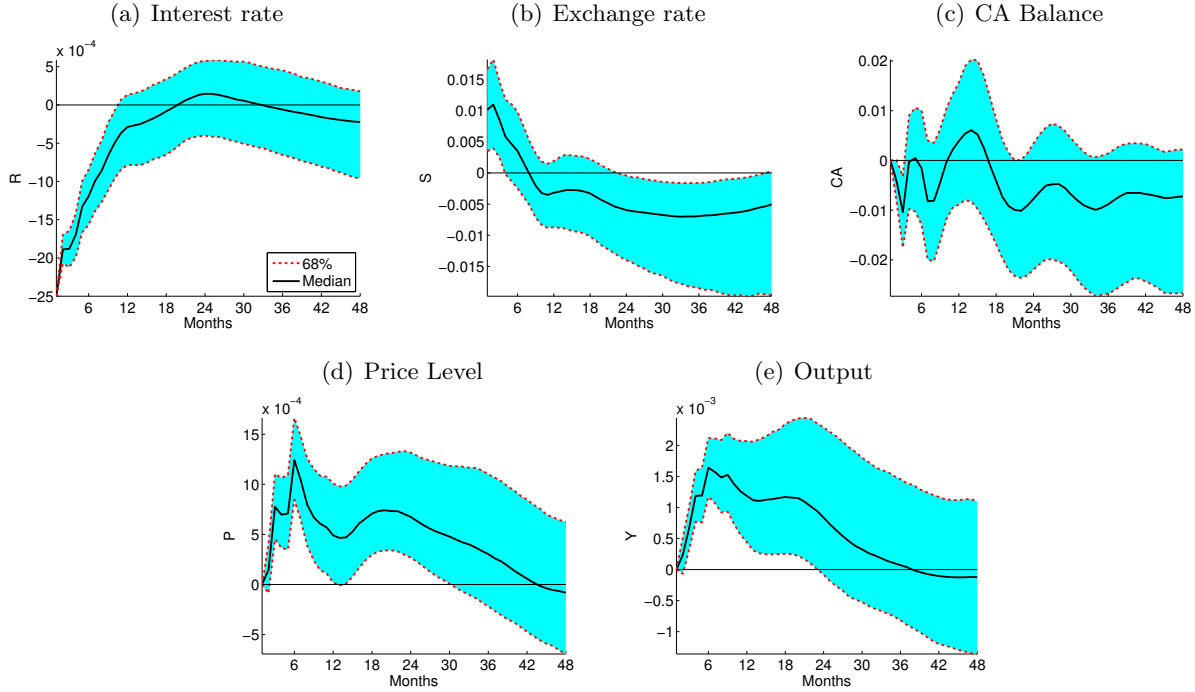 (a) Interest rate
(b) Exchange rate
(c) CA Balance
x 10⁻⁴
5
0
−5
−10
−15
−20
−25
R
6 12 18 24 30 36 42 48
Months
68%
Median
0.015
0.01
0.005
0
−0.005
−0.01
−0.015
S
6 12 18 24 30 36 42 48
Months
0.02
0.01
0
−0.01
−0.02
CA
6 12 18 24 30 36 42 48
Months
(d) Price Level
(e) Output
x 10⁻⁴
15
10
5
0
−5
P
6 12 18 24 30 36 42 48
Months
x 10⁻³
2
1.5
1
0.5
0
−0.5
−1
Y
6 12 18 24 30 36 42 48
Months